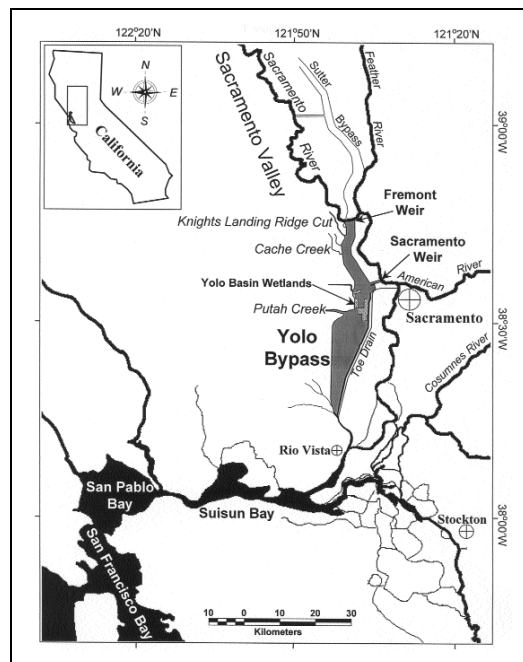 122°20'
121°50'
121°20'
N
W
E
S
California
Sacramento Valley
Sacramento
River
Sutter
Bypass
Feather
River
39°00'W
Fremont
Weir
Knights Landing Ridge Cut
Cache Creek
Sacramento
Weir
American
River
Yolo Basin Wetlands
Putah Creek
Sacramento
Yolo
Bypass
Toe Drain
38°30'W
Cosumnes River
Rio Vista
San Pablo
Bay
Suisun Bay
Stockton
38°00'W
San Francisco Bay
10
0
10
20
30
Kilometers